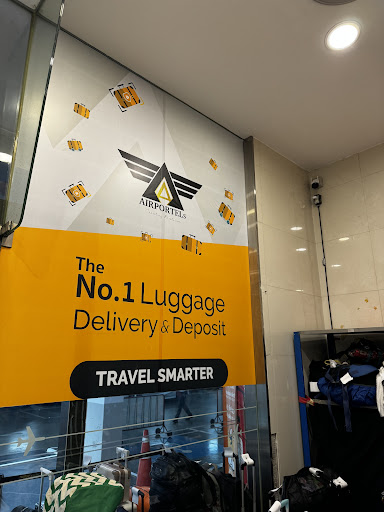 AIRPORTELs
The
No.1 Luggage
Delivery & Deposit
TRAVEL SMARTER